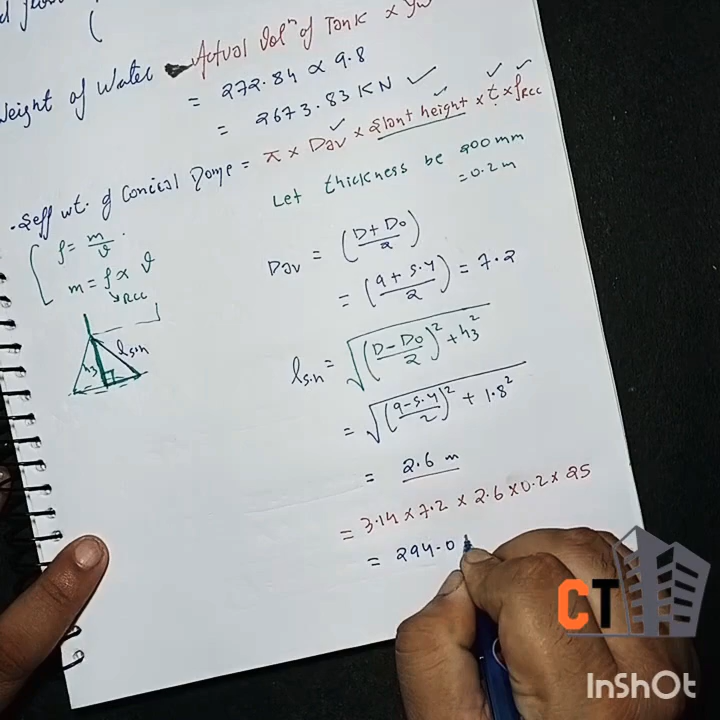 Weight of Water = Actual Volⁿ of Tank × γw
= 272.84 × 9.8
= 2673.83 KN ✓
. Self wt. of Conical Dome = π × Dav × Slant height × t × ρRCC
Let thickness be 200 mm
= 0.2 m
ρ = m/v
m = ρ × v
RCC
Dav = (D + Do / 2)
= (9 + 5.4 / 2) = 7.2
h3
lsin
lsin = √((D - Do / 2)² + h3²)
= √((9 - 5.4 / 2)² + 1.8²)
= 2.6 m
= 3.14 × 7.2 × 2.6 × 0.2 × 25
= 294.0
CT
InShOt